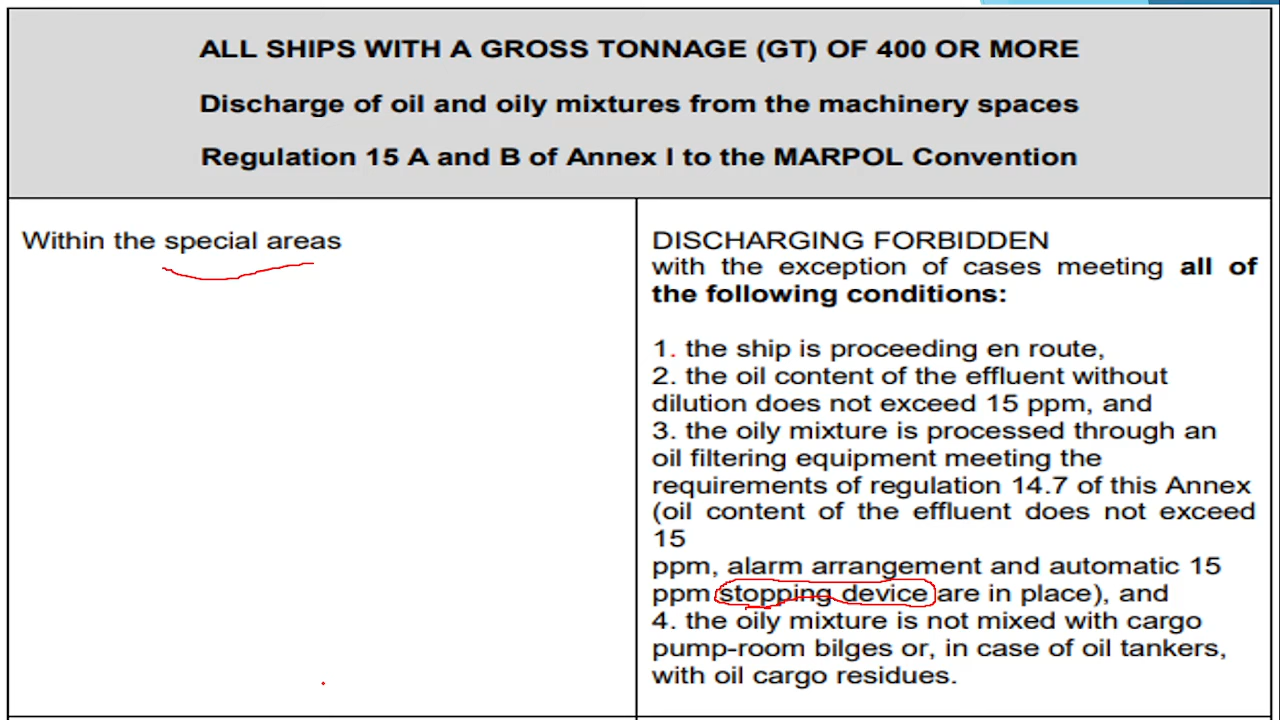 ALL SHIPS WITH A GROSS TONNAGE (GT) OF 400 OR MORE
Discharge of oil and oily mixtures from the machinery spaces
Regulation 15 A and B of Annex I to the MARPOL Convention
Within the special areas
DISCHARGING FORBIDDEN
with the exception of cases meeting all of
the following conditions:
1. the ship is proceeding en route,
2. the oil content of the effluent without
dilution does not exceed 15 ppm, and
3. the oily mixture is processed through an
oil filtering equipment meeting the
requirements of regulation 14.7 of this Annex
(oil content of the effluent does not exceed
15
ppm, alarm arrangement and automatic 15
ppm stopping device are in place), and
4. the oily mixture is not mixed with cargo
pump-room bilges or, in case of oil tankers,
with oil cargo residues.